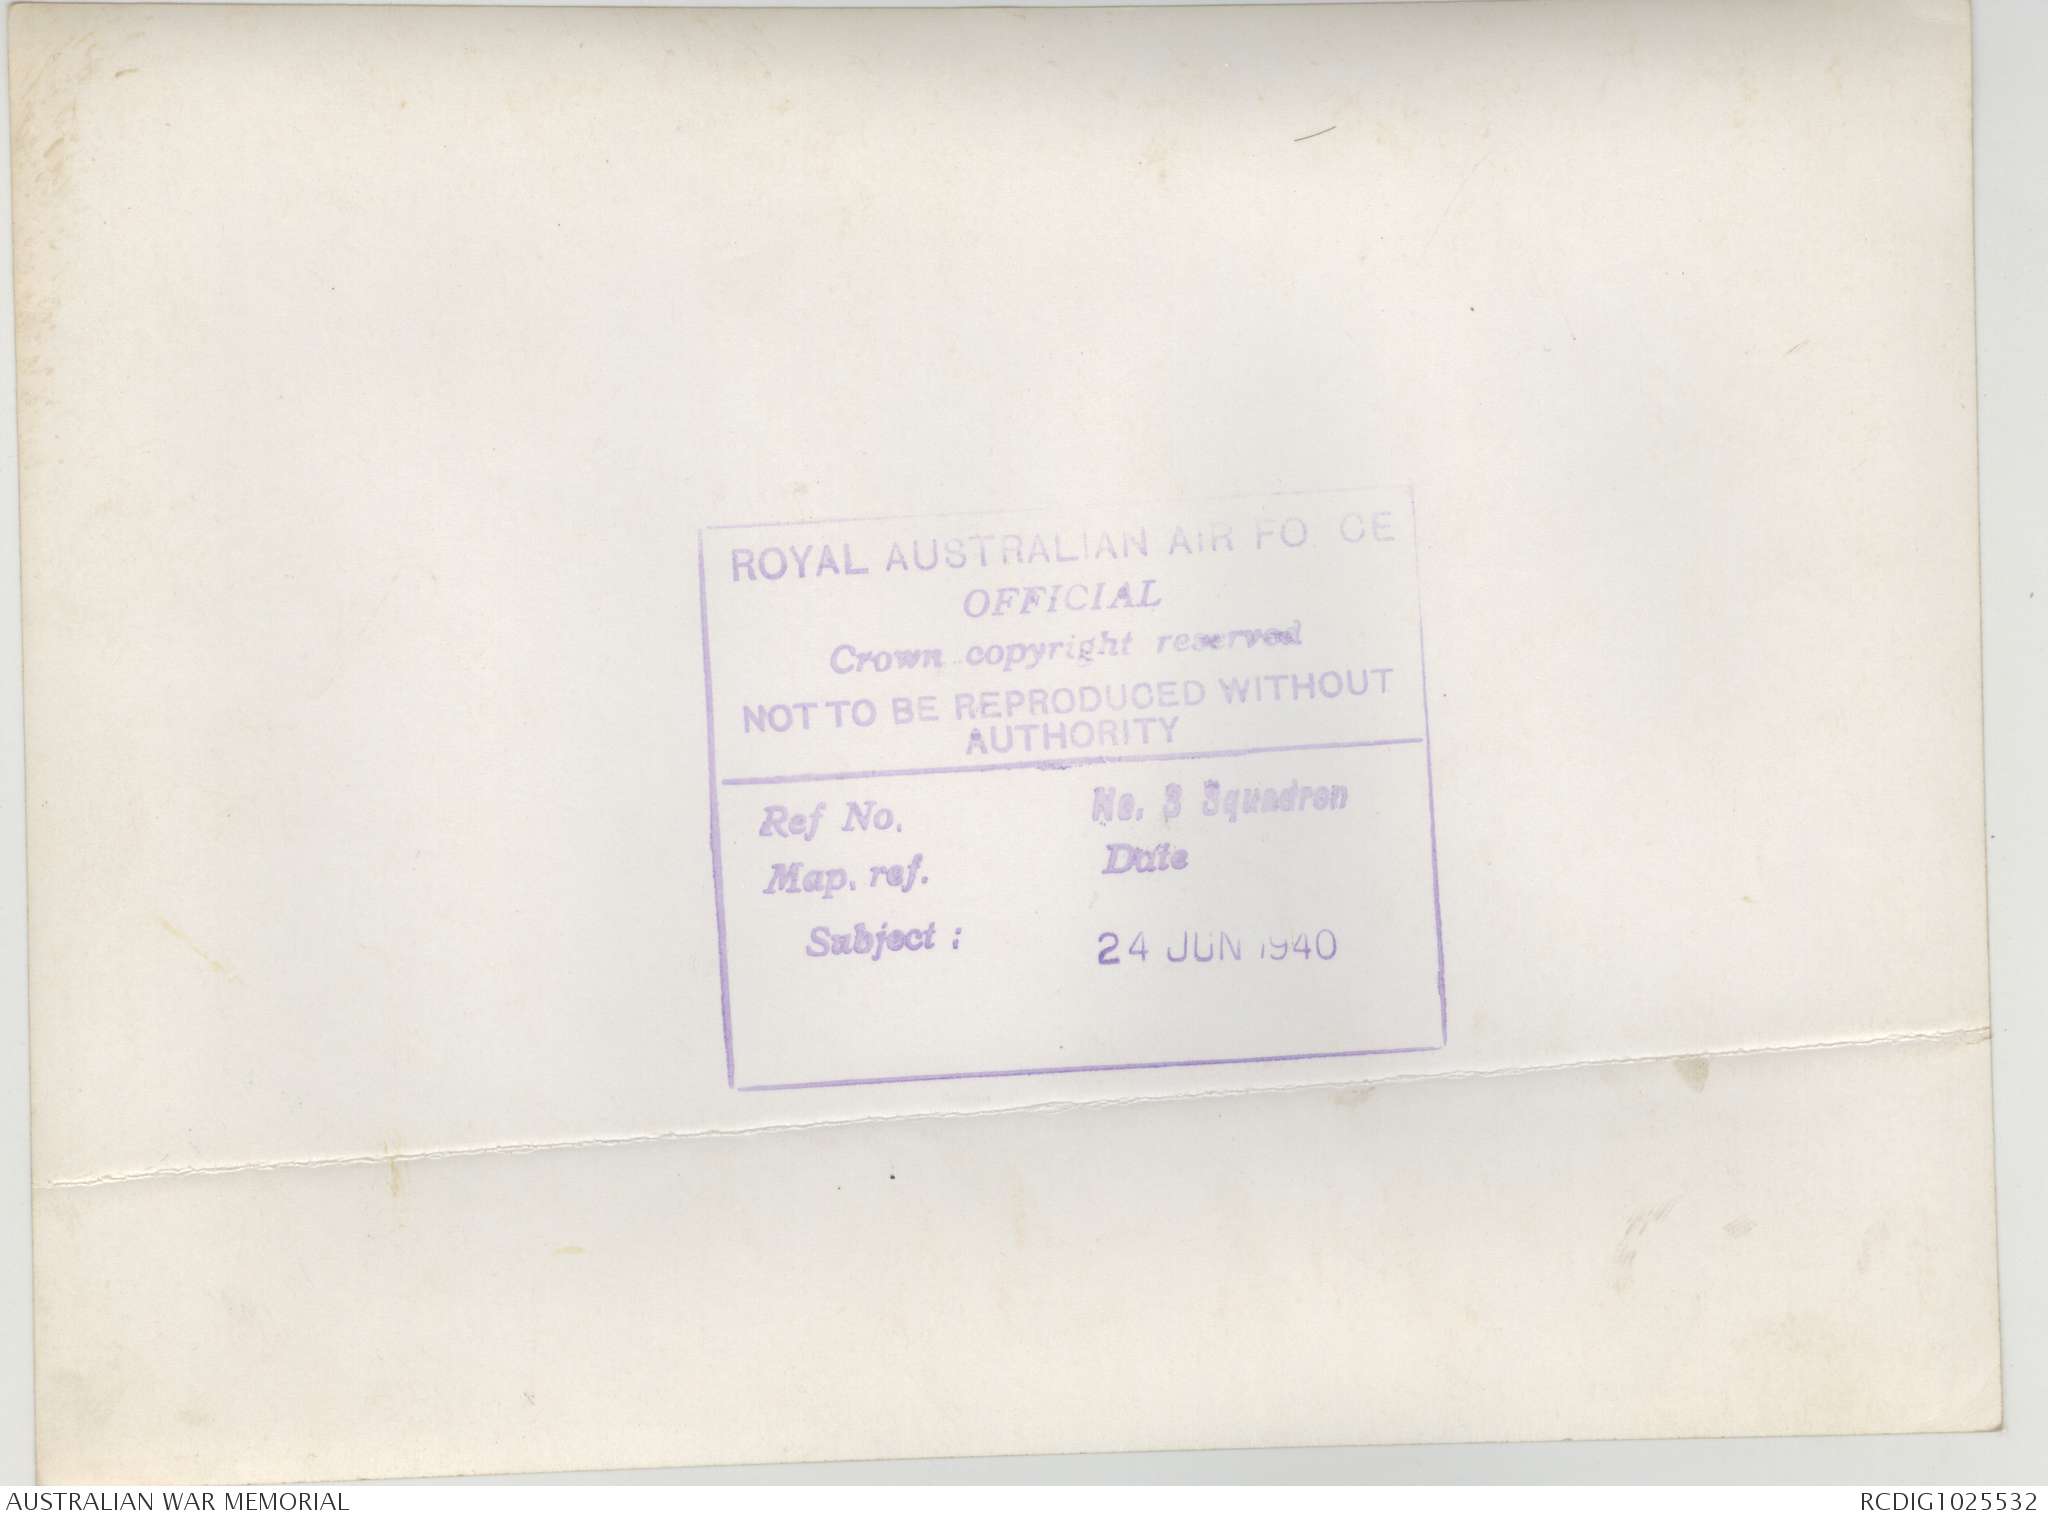 ROYAL AUSTRALIAN AIR FO CE
OFFICIAL
Crown copyright reserved
NOT TO BE REPRODUCED WITHOUT
AUTHORITY
Ref No. No. 3 Squadron
Map. ref. Date
Subject : 24 JUN 1940
AUSTRALIAN WAR MEMORIAL RCDIG1025532